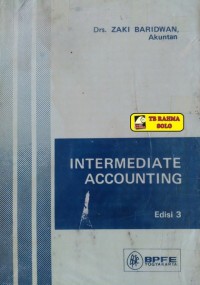 Drs. ZAKI BARIDWAN,
Akuntan
TB RAHMA
SOLO
INTERMEDIATE
ACCOUNTING
Edisi 3
BPFE
YOGYAKARTA